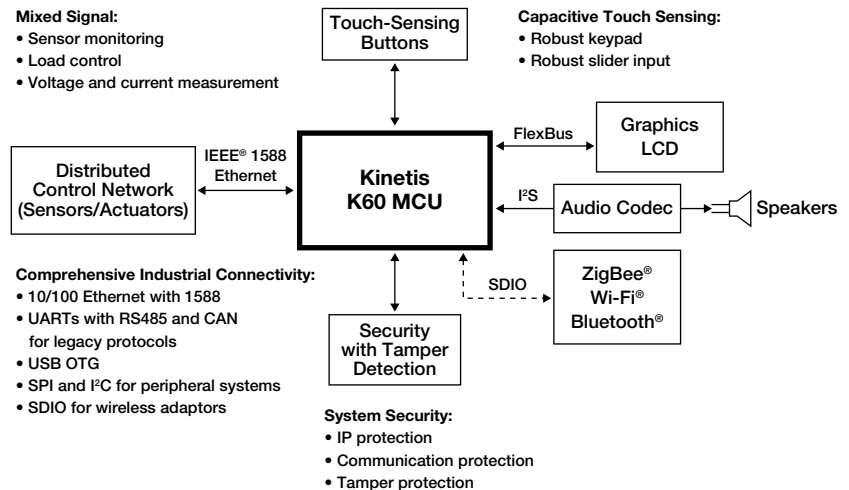 Mixed Signal:
• Sensor monitoring
• Load control
• Voltage and current measurement
Touch-Sensing
Buttons
Capacitive Touch Sensing:
• Robust keypad
• Robust slider input
Distributed
Control Network
(Sensors/Actuators)
IEEE® 1588
Ethernet
Kinetis
K60 MCU
FlexBus
Graphics
LCD
I²S
Audio Codec
Speakers
SDIO
ZigBee®
Wi-Fi®
Bluetooth®
Comprehensive Industrial Connectivity:
• 10/100 Ethernet with 1588
• UARTs with RS485 and CAN
for legacy protocols
• USB OTG
• SPI and I²C for peripheral systems
• SDIO for wireless adaptors
Security
with Tamper
Detection
System Security:
• IP protection
• Communication protection
• Tamper protection